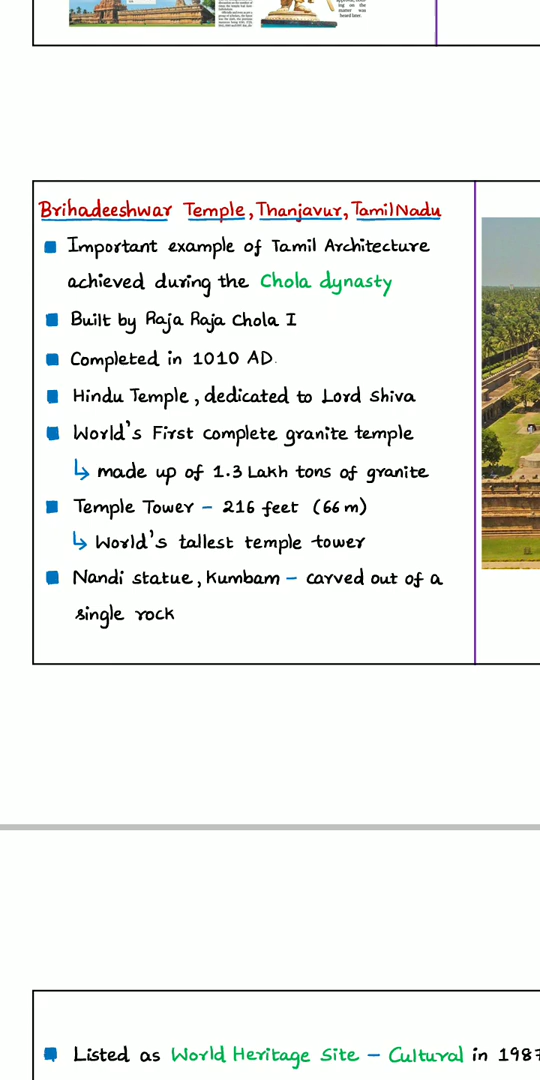 Brihadeeshwar Temple, Thanjavur, TamilNadu
Important example of Tamil Architecture
achieved during the Chola dynasty
Built by Raja Raja Chola I
Completed in 1010 AD.
Hindu Temple, dedicated to Lord Shiva
World's First complete granite temple
↳ made up of 1.3 Lakh tons of granite
Temple Tower – 216 feet (66m)
↳ World's tallest temple tower
Nandi statue, Kumbam – carved out of a
single rock
Listed as World Heritage Site – Cultural in 1987